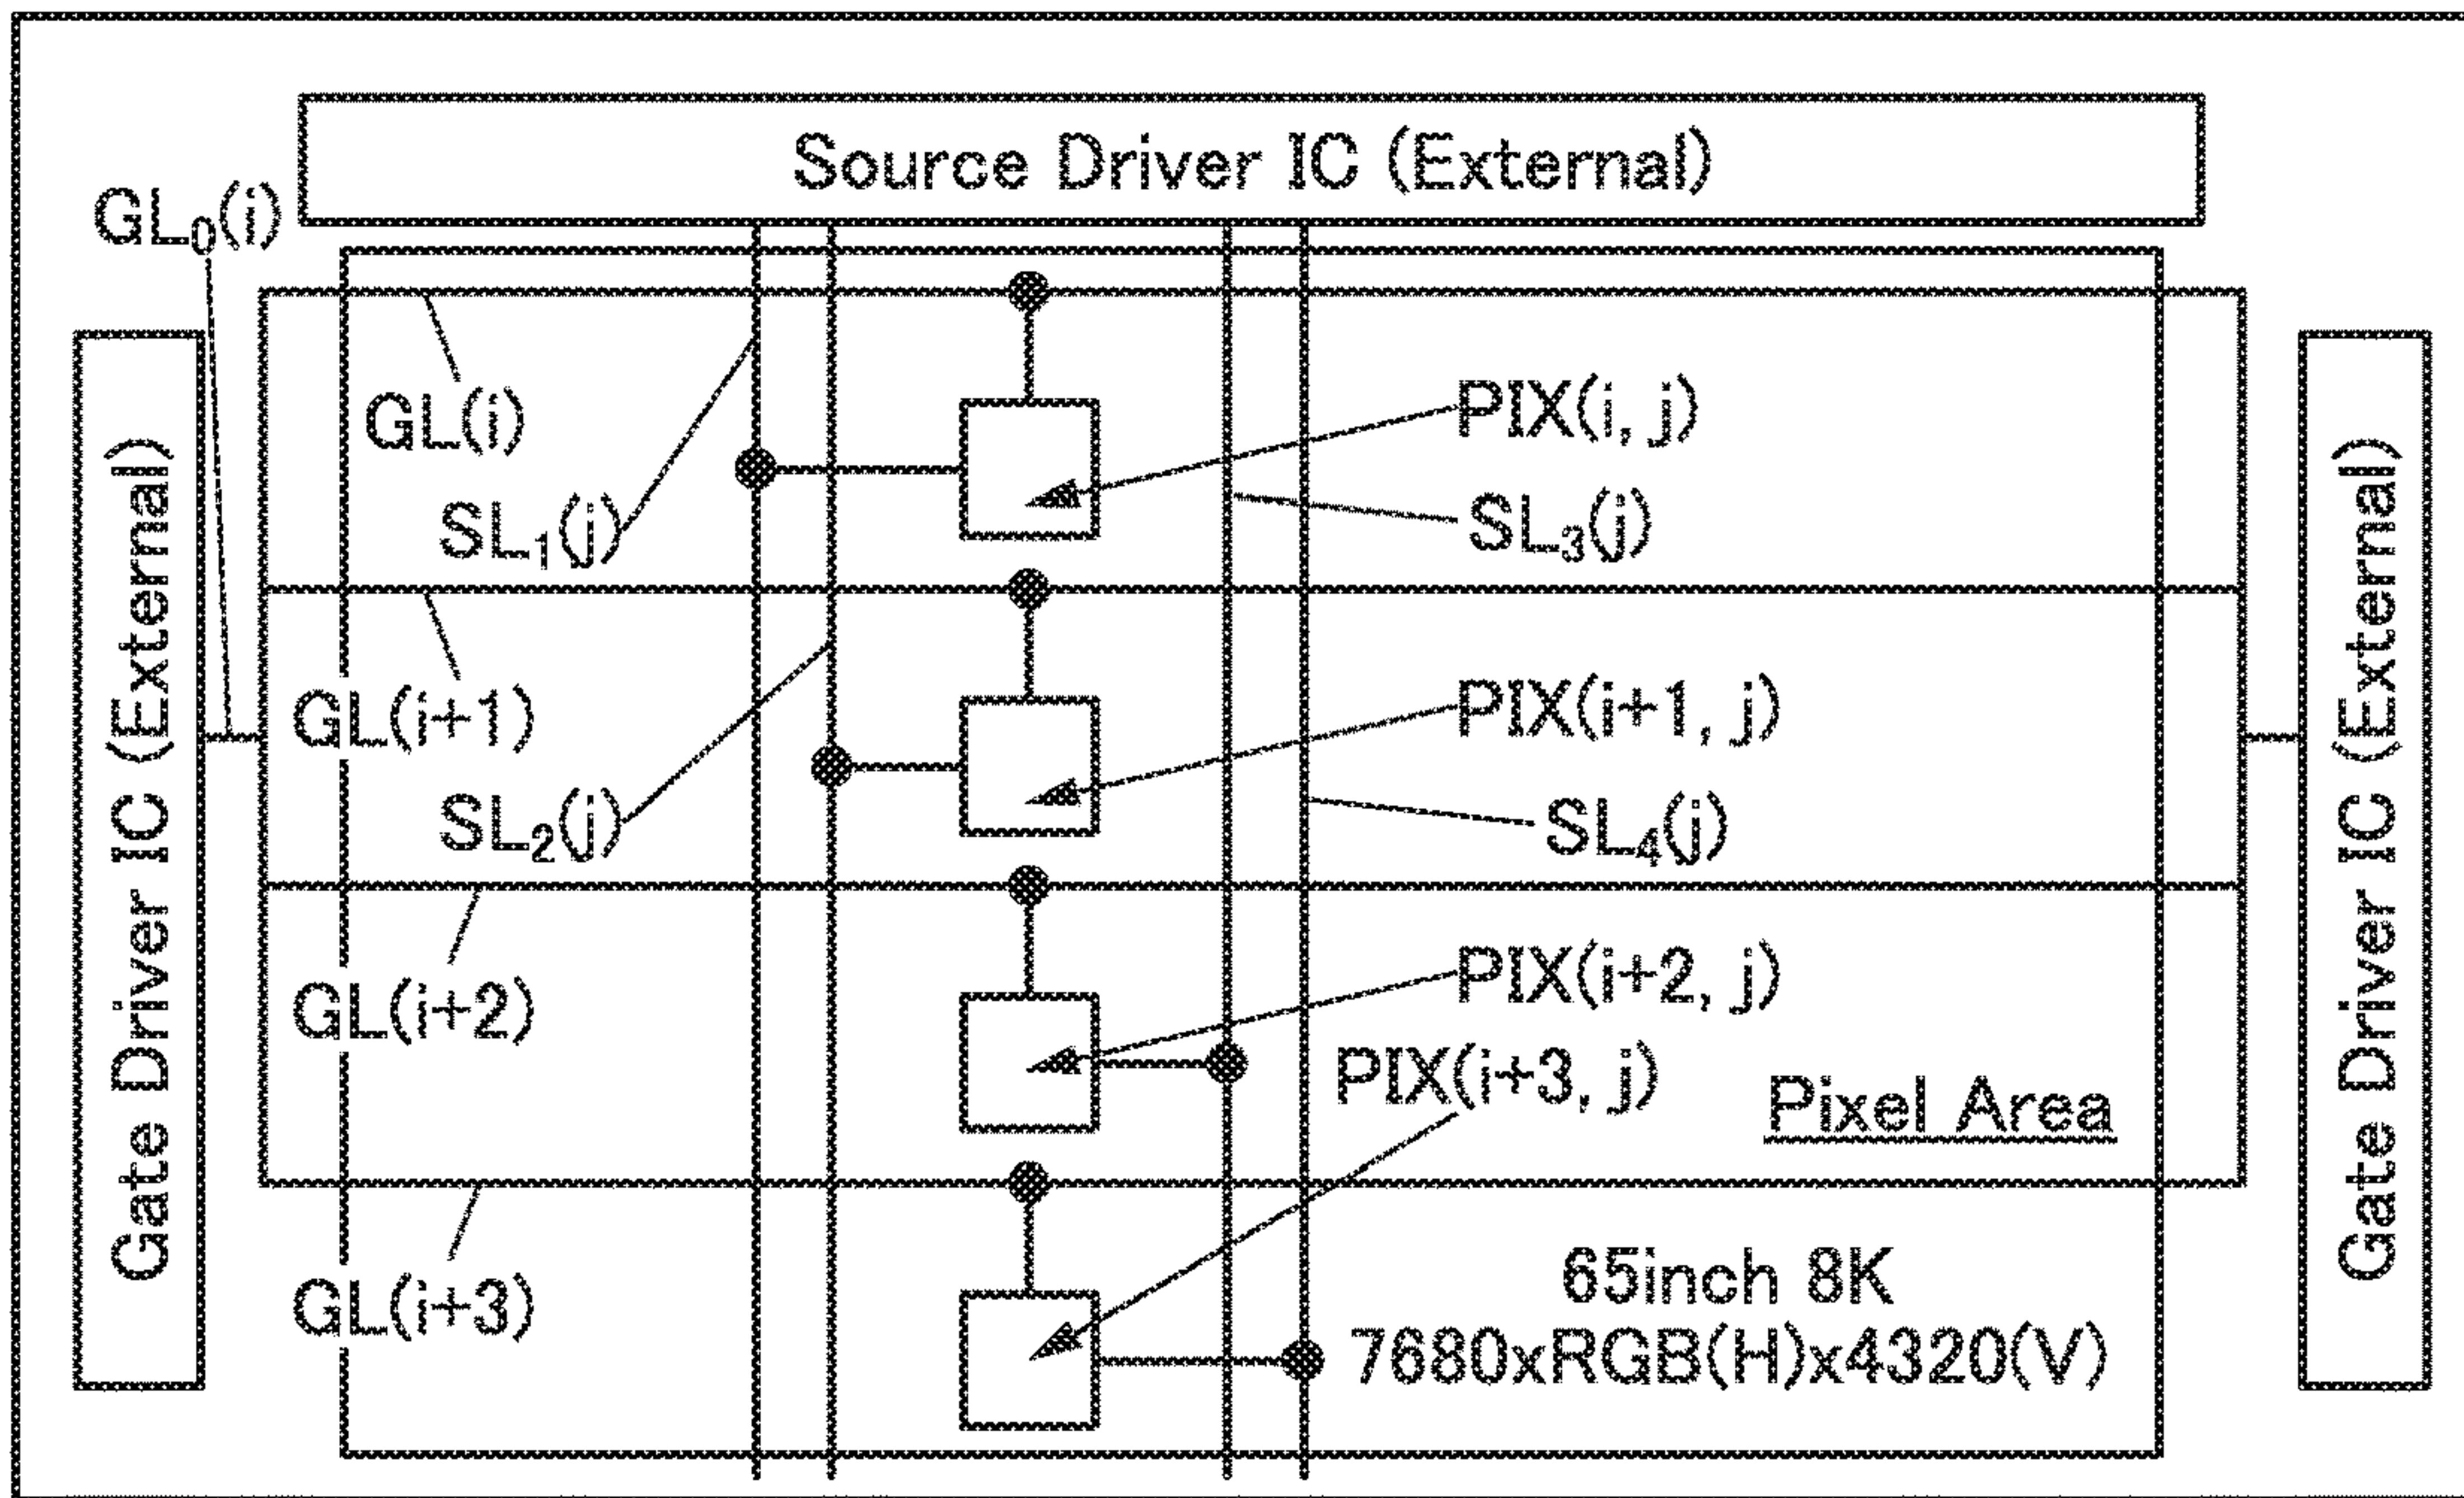 Source Driver IC (External)
GL₀(i)
Gate Driver IC (External)
Gate Driver IC (External)
GL(i)
PIX(i, j)
SL₁(j)
SL₃(j)
GL(i+1)
PIX(i+1, j)
SL₂(j)
SL₄(j)
GL(i+2)
PIX(i+2, j)
PIX(i+3, j)
Pixel Area
GL(i+3)
65inch 8K
7680xRGB(H)x4320(V)